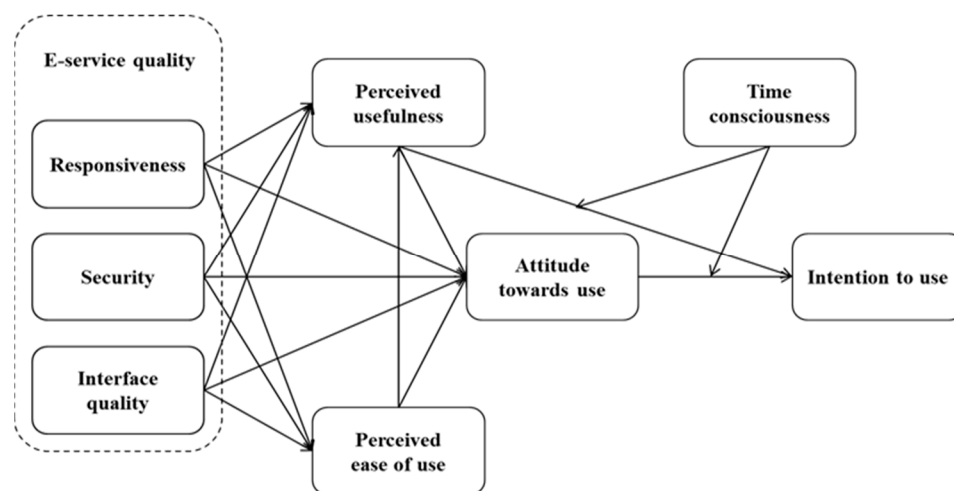 E-service quality
Responsiveness
Security
Interface
quality
Perceived
usefulness
Perceived
ease of use
Attitude
towards use
Time
consciousness
Intention to use